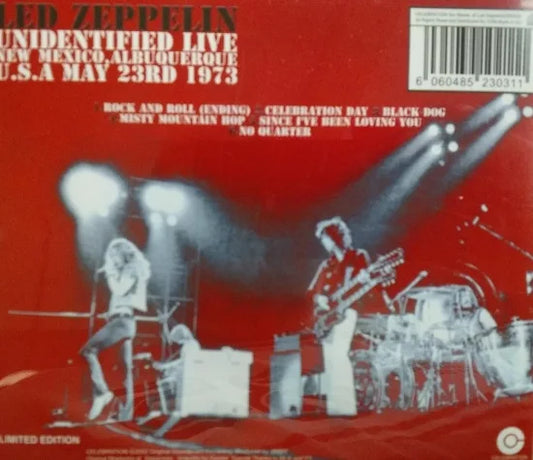 LED ZEPPELIN
UNIDENTIFIED LIVE
NEW MEXICO, ALBUQUERQUE
U.S.A MAY 23RD 1973
6 060485 230311
ROCK AND ROLL (ENDING) CELEBRATION DAY BLACK DOG
MISTY MOUNTAIN HOP SINCE I'VE BEEN LOVING YOU
NO QUARTER
LIMITED EDITION